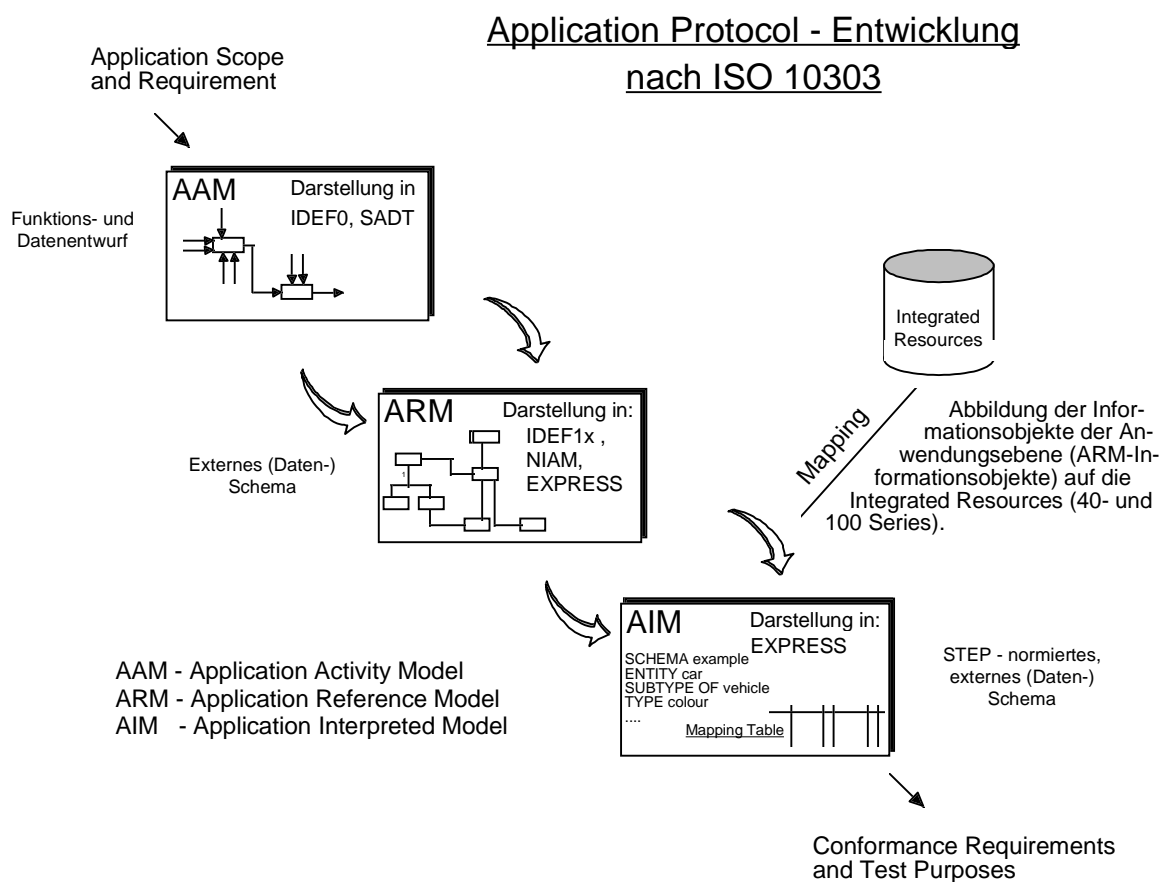 Application Protocol - Entwicklung
nach ISO 10303
Application Scope
and Requirement
AAM
Darstellung in
IDEF0, SADT
Funktions- und
Datenentwurf
Integrated
Resources
ARM
Darstellung in:
IDEF1x ,
NIAM,
EXPRESS
1
Externes (Daten-)
Schema
Mapping
Abbildung der Infor-
mationsobjekte der An-
wendungsebene (ARM-In-
formationsobjekte) auf die
Integrated Resources (40- und
100 Series).
AIM
Darstellung in:
EXPRESS
SCHEMA example
ENTITY car
SUBTYPE OF vehicle
TYPE colour
....
Mapping Table
STEP - normiertes,
externes (Daten-)
Schema
AAM - Application Activity Model
ARM - Application Reference Model
AIM - Application Interpreted Model
Conformance Requirements
and Test Purposes